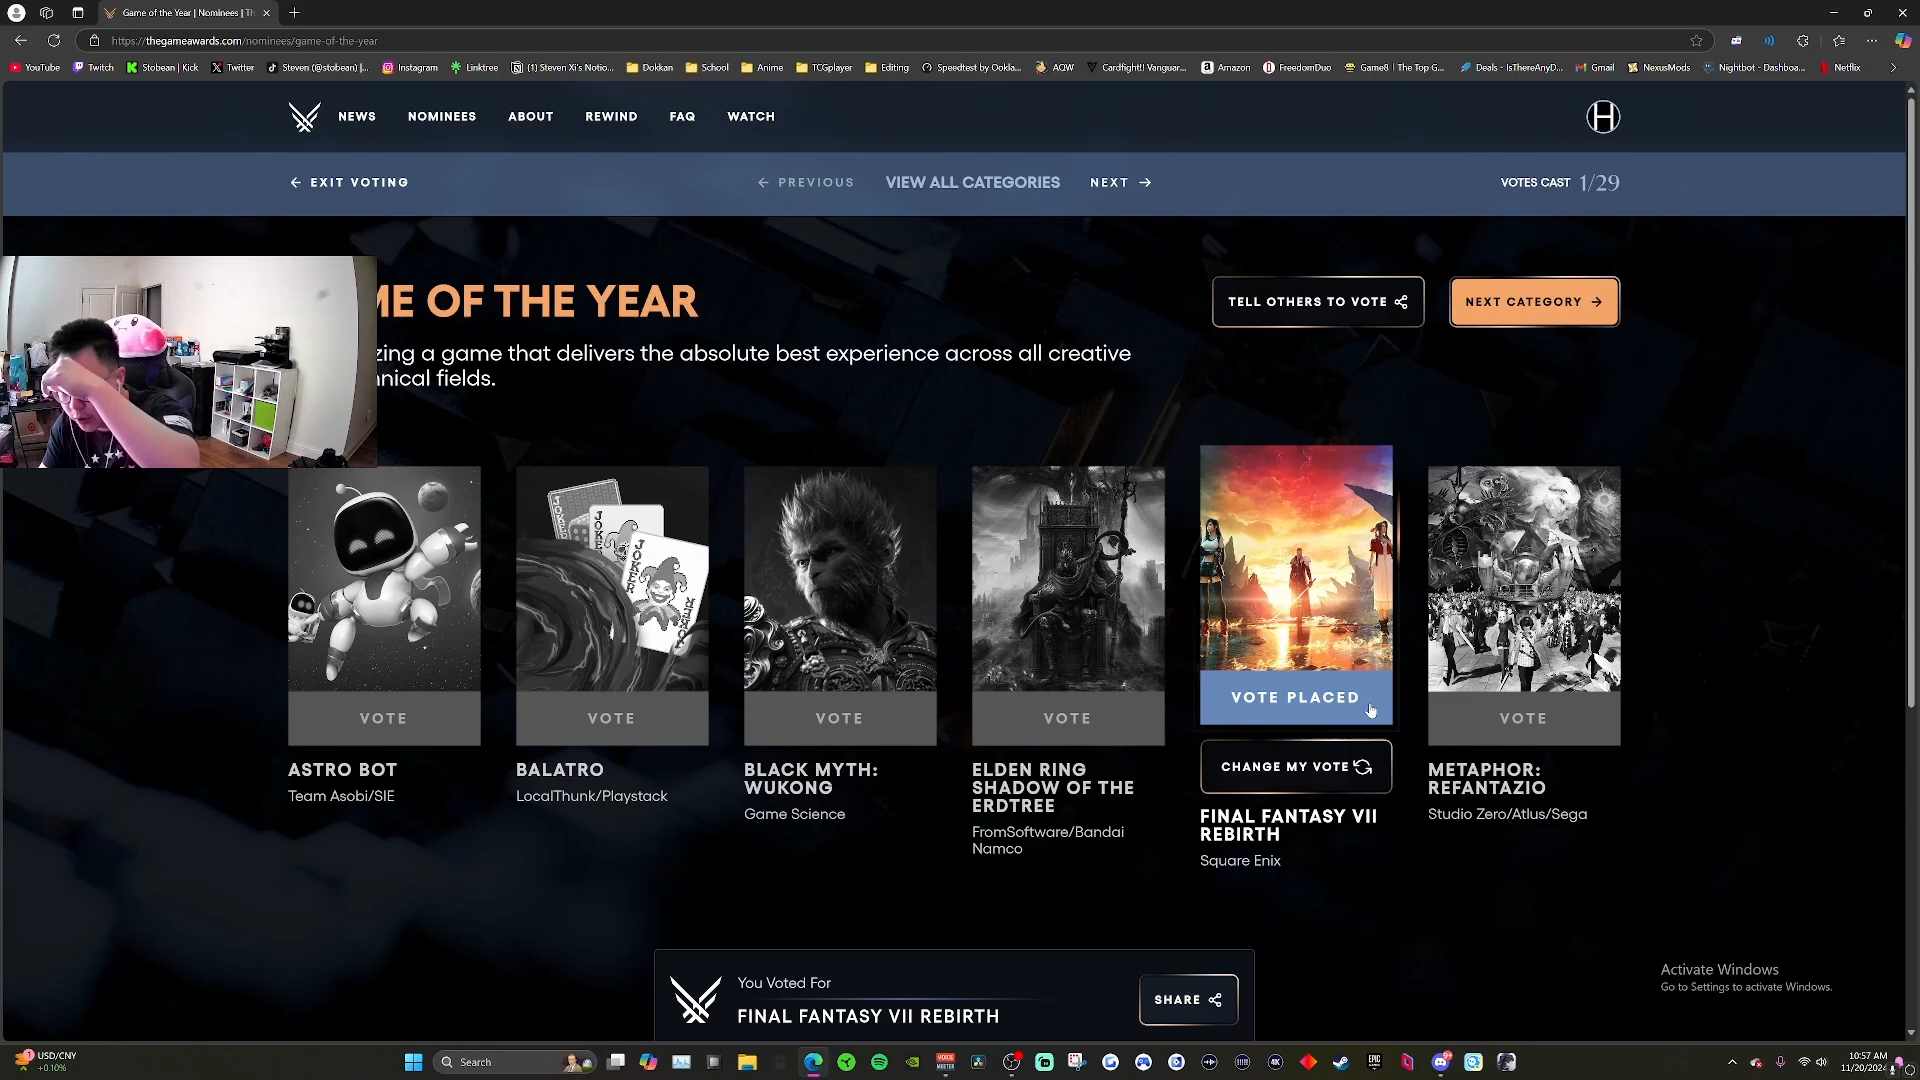 Game of the Year | Nominees | Th
https://thegameawards.com/nominees/game-of-the-year
YouTube
Twitch
Stobean | Kick
Twitter
Steven (@stobean) |...
Instagram
Linktree
(1) Steven Xi's Notio...
Dokkan
School
Anime
TCGplayer
Editing
Speedtest by Ookla...
AQW
Cardfight!! Vanguar...
Amazon
FreedomDuo
Game8 | The Top G...
Deals - IsThereAnyD...
Gmail
NexusMods
Nightbot - Dashboa...
Netflix
NEWS
NOMINEES
ABOUT
REWIND
FAQ
WATCH
H
EXIT VOTING
PREVIOUS
VIEW ALL CATEGORIES
NEXT
VOTES CAST 1/29
ME OF THE YEAR
TELL OTHERS TO VOTE
NEXT CATEGORY
zing a game that delivers the absolute best experience across all creative
nnical fields.
JOKER
JOKER
JOKER
VOTE
VOTE
VOTE
VOTE
VOTE PLACED
VOTE
ASTRO BOT
Team Asobi/SIE
BALATRO
LocalThunk/Playstack
BLACK MYTH:
WUKONG
Game Science
ELDEN RING
SHADOW OF THE
ERDTREE
FromSoftware/Bandai
Namco
CHANGE MY VOTE
FINAL FANTASY VII
REBIRTH
Square Enix
METAPHOR:
REFANTAZIO
Studio Zero/Atlus/Sega
You Voted For
FINAL FANTASY VII REBIRTH
SHARE
Activate Windows
Go to Settings to activate Windows.
1
USD/CNY
+0.10%
Search
10:57 AM
11/20/2024